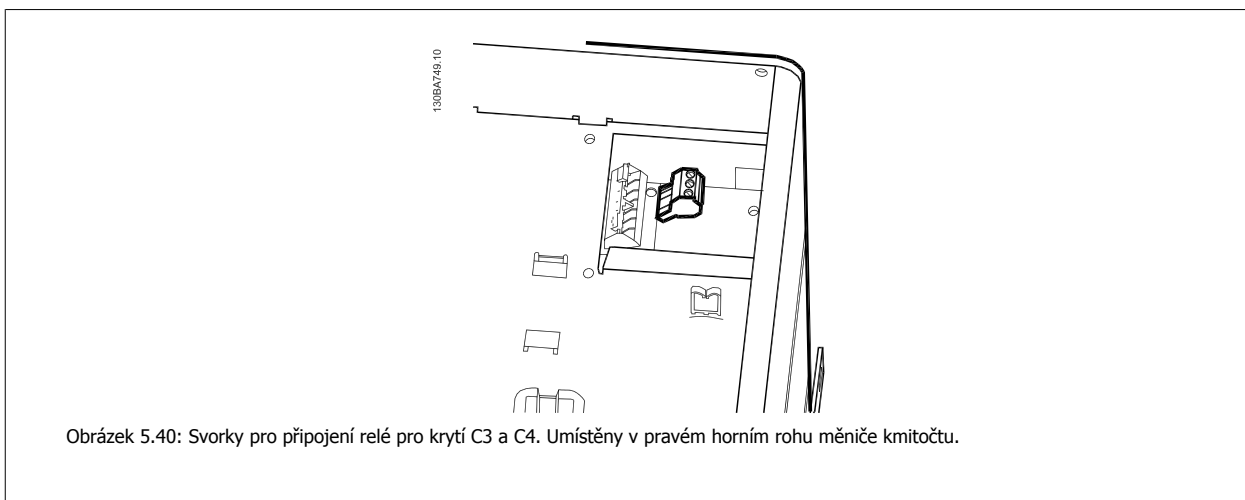 130BA749.10
Obrázek 5.40: Svorky pro připojení relé pro krytí C3 a C4. Umístěny v pravém horním rohu měniče kmitočtu.